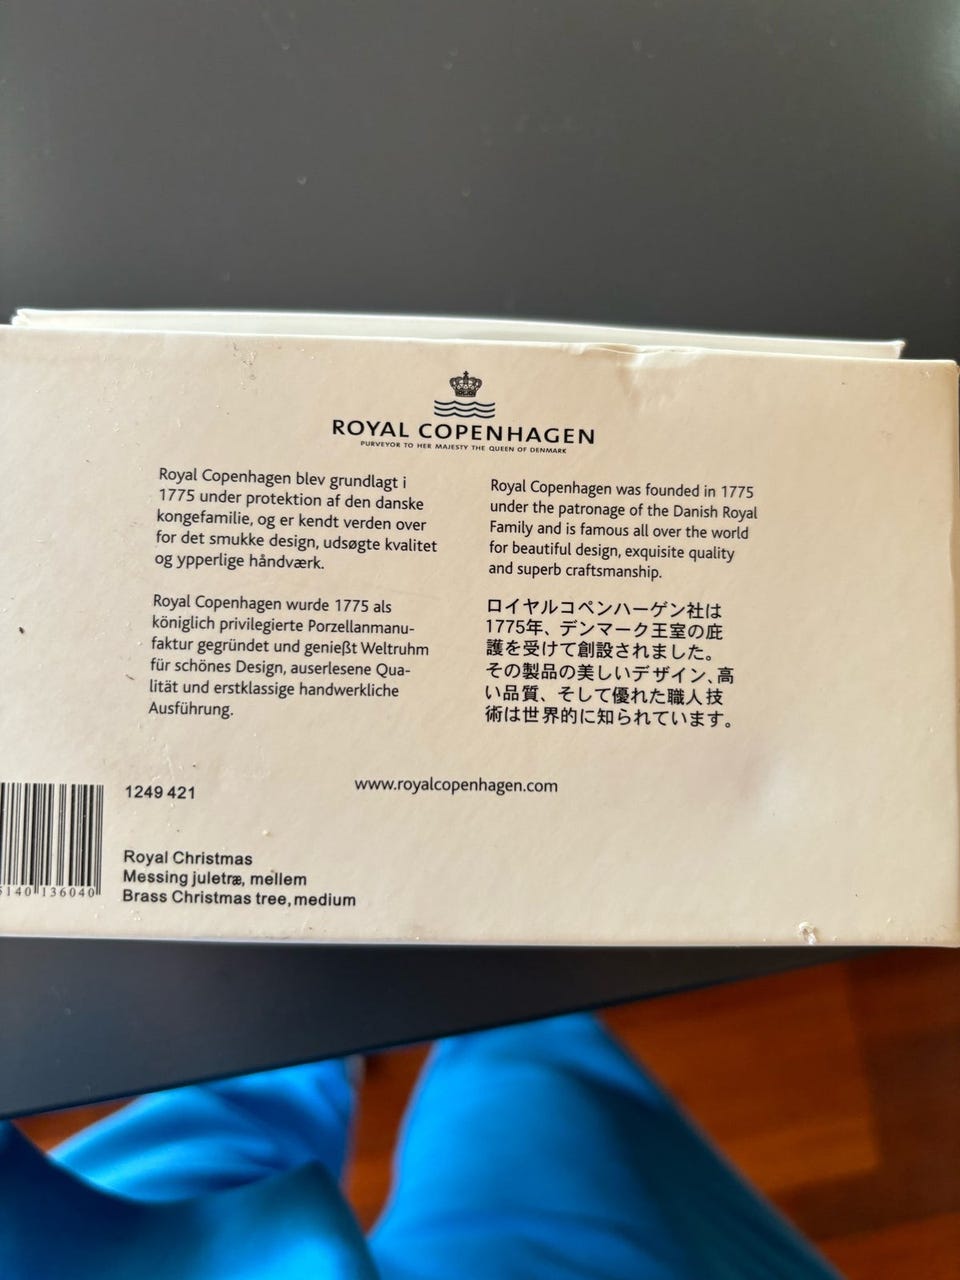 ROYAL COPENHAGEN
PURVEYOR TO HER MAJESTY THE QUEEN OF DENMARK
Royal Copenhagen blev grundlagt i
1775 under protektion af den danske
kongefamilie, og er kendt verden over
for det smukke design, udsøgte kvalitet
og ypperlige håndværk.
Royal Copenhagen was founded in 1775
under the patronage of the Danish Royal
Family and is famous all over the world
for beautiful design, exquisite quality
and superb craftsmanship.
Royal Copenhagen wurde 1775 als
königlich privilegierte Porzellanmanu-
faktur gegründet und genießt Weltruhm
für schönes Design, auserlesene Qua-
lität und erstklassige handwerkliche
Ausführung.
ロイヤルコペンハーゲン社は
1775年、デンマーク王室の庇
護を受けて創設されました。
その製品の美しいデザイン、高
い品質、そして優れた職人技
術は世界的に知られています。
www.royalcopenhagen.com
1249 421
140 136040
Royal Christmas
Messing juletræ, mellem
Brass Christmas tree, medium